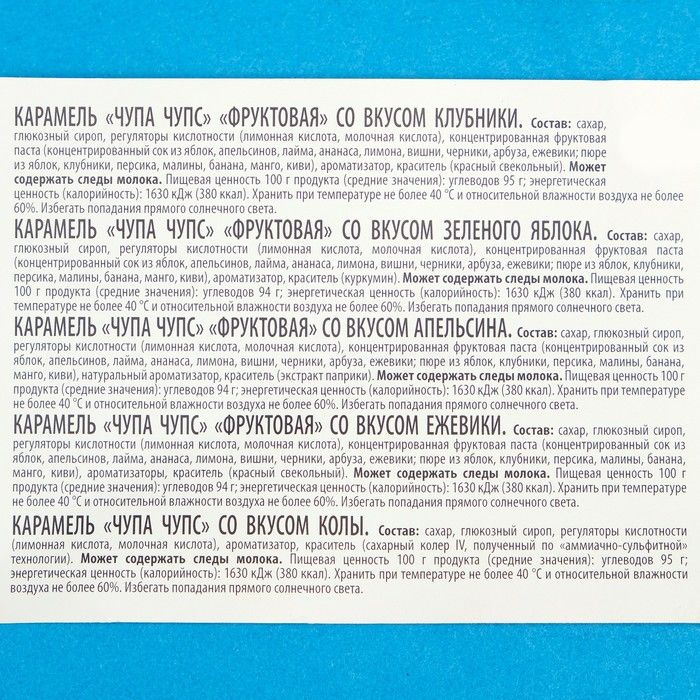 КАРАМЕЛЬ «ЧУПА ЧУПС» «ФРУКТОВАЯ» СО ВКУСОМ КЛУБНИКИ. Состав: сахар,
глюкозный сироп, регуляторы кислотности (лимонная кислота, молочная кислота), концентрированная фруктовая
паста (концентрированный сок из яблок, апельсинов, лайма, ананаса, лимона, вишни, черники, арбуза, ежевики; пюре
из яблок, клубники, персика, малины, банана, манго, киви), ароматизатор, краситель (красный свекольный). Может
содержать следы молока. Пищевая ценность 100 г продукта (средние значения): углеводов 95 г; энергетическая
ценность (калорийность): 1630 кДж (380 ккал). Хранить при температуре не более 40 °С и относительной влажности воздуха не более
60%. Избегать попадания прямого солнечного света.
КАРАМЕЛЬ «ЧУПА ЧУПС» «ФРУКТОВАЯ» СО ВКУСОМ ЗЕЛЕНОГО ЯБЛОКА. Состав: сахар,
глюкозный сироп, регуляторы кислотности (лимонная кислота, молочная кислота), концентрированная фруктовая паста
(концентрированный сок из яблок, апельсинов, лайма, ананаса, лимона, вишни, черники, арбуза, ежевики; пюре из яблок, клубники,
персика, малины, банана, манго, киви), ароматизатор, краситель (куркумин). Может содержать следы молока. Пищевая ценность
100 г продукта (средние значения): углеводов 94 г; энергетическая ценность (калорийность): 1630 кДж (380 ккал). Хранить при
температуре не более 40 °С и относительной влажности воздуха не более 60%. Избегать попадания прямого солнечного света.
КАРАМЕЛЬ «ЧУПА ЧУПС» «ФРУКТОВАЯ» СО ВКУСОМ АПЕЛЬСИНА. Состав: сахар, глюкозный сироп,
регуляторы кислотности (лимонная кислота, молочная кислота), концентрированная фруктовая паста (концентрированный сок из
яблок, апельсинов, лайма, ананаса, лимона, вишни, черники, арбуза, ежевики; пюре из яблок, клубники, персика, малины, банана,
манго, киви), натуральный ароматизатор, краситель (экстракт паприки). Может содержать следы молока. Пищевая ценность 100 г
продукта (средние значения): углеводов 94 г; энергетическая ценность (калорийность): 1630 кДж (380 ккал). Хранить при температуре
не более 40 °С и относительной влажности воздуха не более 60%. Избегать попадания прямого солнечного света.
КАРАМЕЛЬ «ЧУПА ЧУПС» «ФРУКТОВАЯ» СО ВКУСОМ ЕЖЕВИКИ. Состав: сахар, глюкозный сироп,
регуляторы кислотности (лимонная кислота, молочная кислота), концентрированная фруктовая паста (концентрированный сок из
яблок, апельсинов, лайма, ананаса, лимона, вишни, черники, арбуза, ежевики; пюре из яблок, клубники, персика, малины, банана,
манго, киви), ароматизаторы, краситель (красный свекольный). Может содержать следы молока. Пищевая ценность 100 г
продукта (средние значения): углеводов 94 г; энергетическая ценность (калорийность): 1630 кДж (380 ккал). Хранить при температуре
не более 40 °С и относительной влажности воздуха не более 60%. Избегать попадания прямого солнечного света.
КАРАМЕЛЬ «ЧУПА ЧУПС» СО ВКУСОМ КОЛЫ. Состав: сахар, глюкозный сироп, регуляторы кислотности
(лимонная кислота, молочная кислота), ароматизатор, краситель (сахарный колер IV, полученный по «аммиачно-сульфитной»
технологии). Может содержать следы молока. Пищевая ценность 100 г продукта (средние значения): углеводов 95 г;
энергетическая ценность (калорийность): 1630 кДж (380 ккал). Хранить при температуре не более 40 °С и относительной влажности
воздуха не более 60%. Избегать попадания прямого солнечного света.